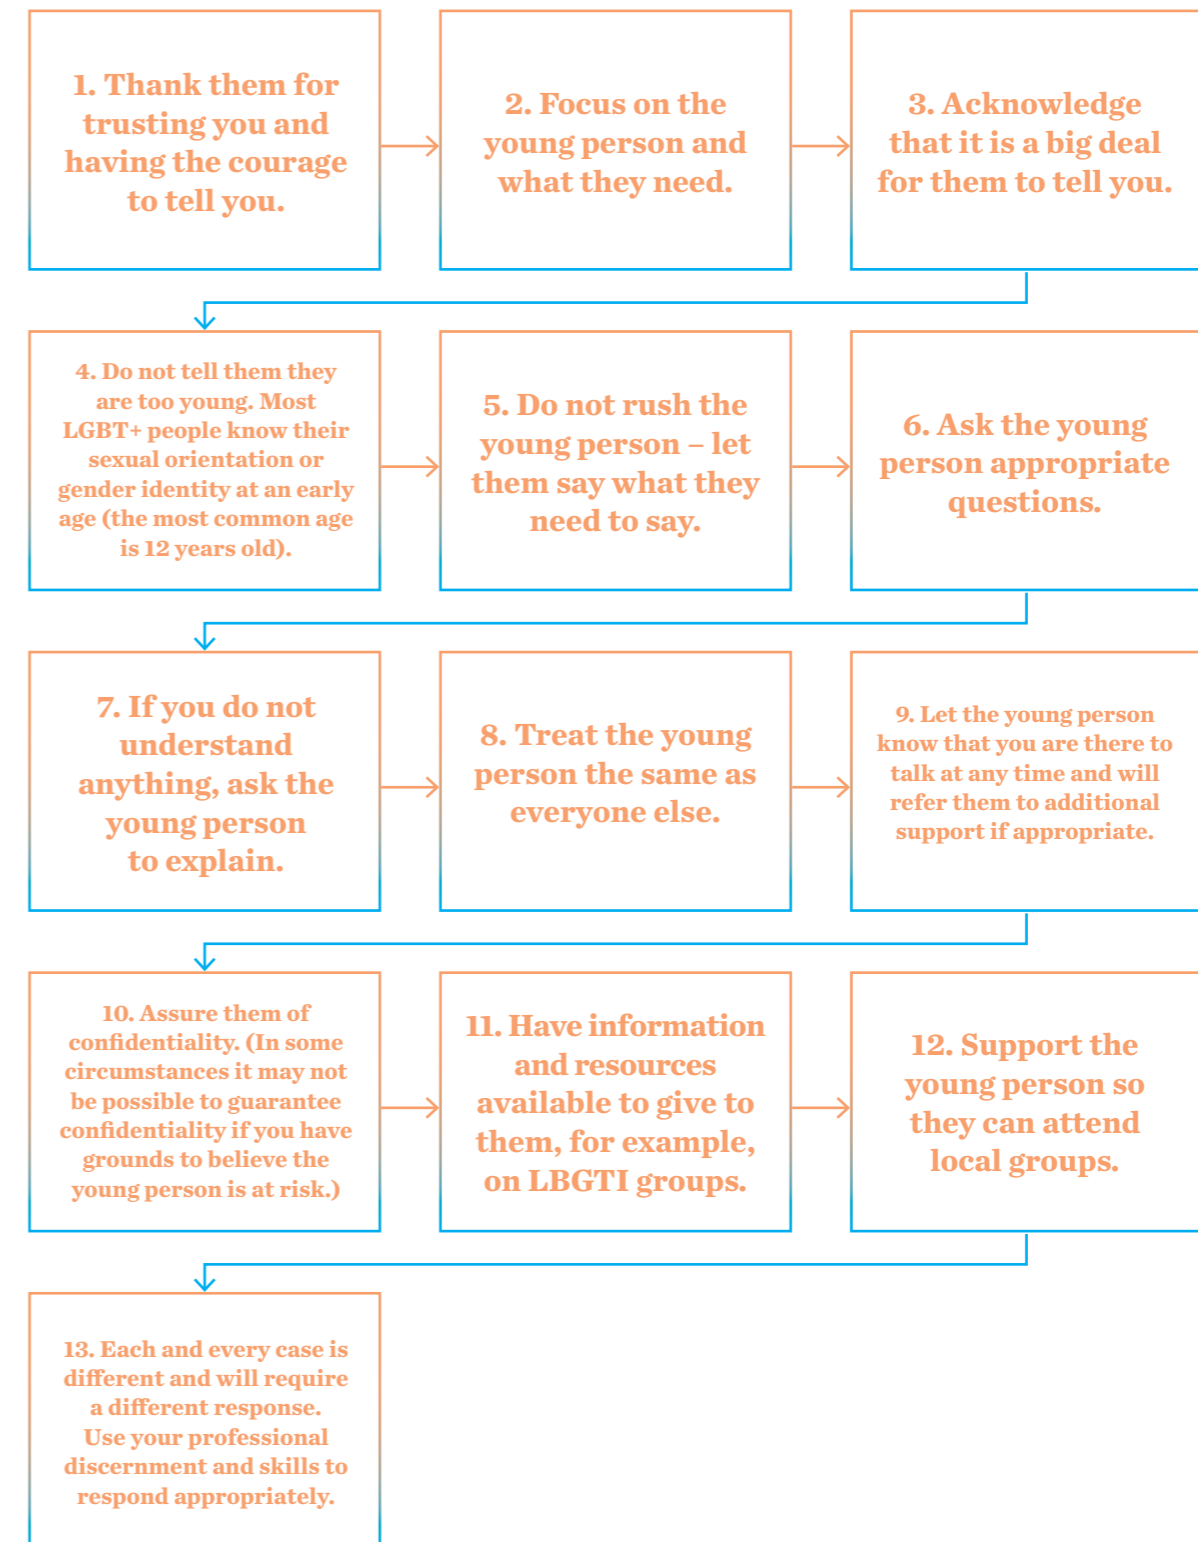 1. Thank them for
trusting you and
having the courage
to tell you.
2. Focus on the
young person and
what they need.
3. Acknowledge
that it is a big deal
for them to tell you.
4. Do not tell them they
are too young. Most
LGBT+ people know their
sexual orientation or
gender identity at an early
age (the most common age
is 12 years old).
5. Do not rush the
young person – let
them say what they
need to say.
6. Ask the young
person appropriate
questions.
7. If you do not
understand
anything, ask the
young person
to explain.
8. Treat the young
person the same as
everyone else.
9. Let the young person
know that you are there to
talk at any time and will
refer them to additional
support if appropriate.
10. Assure them of
confidentiality. (In some
circumstances it may not
be possible to guarantee
confidentiality if you have
grounds to believe the
young person is at risk.)
11. Have information
and resources
available to give to
them, for example,
on LBGTI groups.
12. Support the
young person so
they can attend
local groups.
13. Each and every case is
different and will require
a different response.
Use your professional
discernment and skills to
respond appropriately.